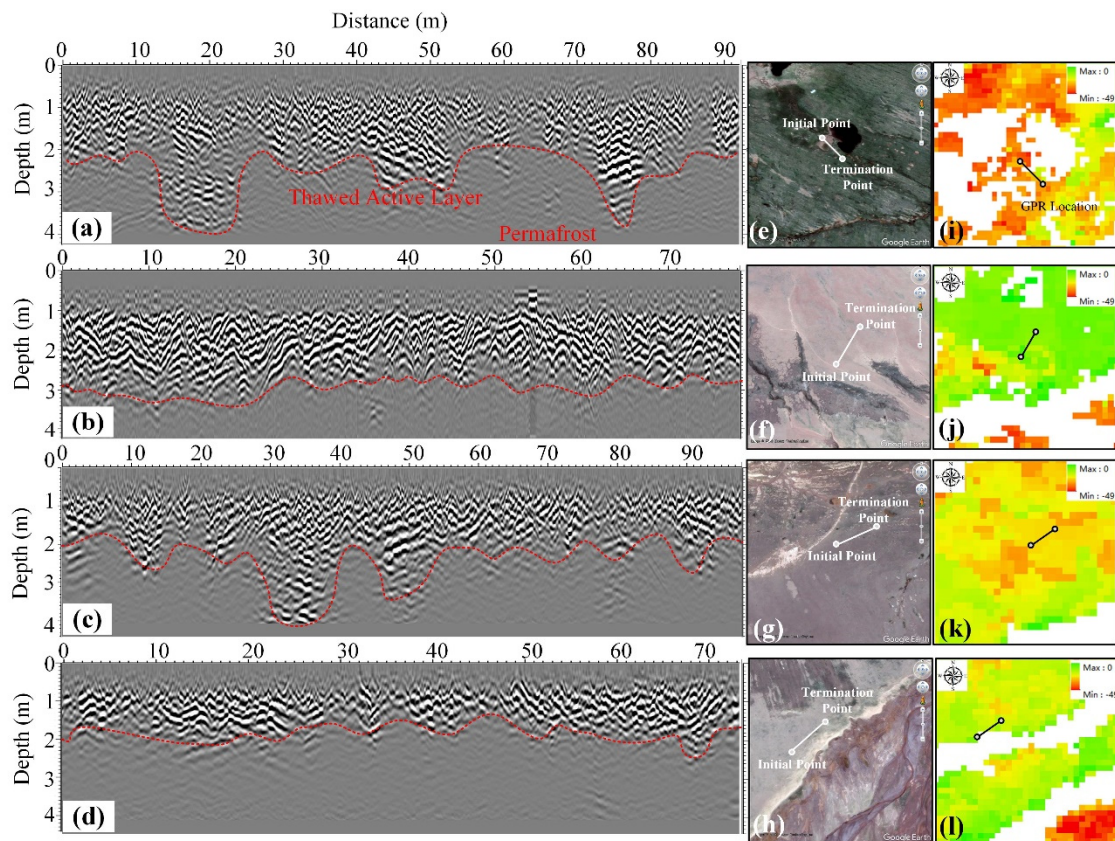 Distance (m)
0 10 20 30 40 50 60 70 80 90
0
1
2
3
4
Depth (m)
Thawed Active Layer
Permafrost
(a)
Initial Point
Termination
Point
Google Earth
(e)
Max : 0
Min : -49
GPR Location
(i)
0 10 20 30 40 50 60 70
1
2
3
4
Depth (m)
(b)
Termination
Point
Initial Point
Google Earth
(f)
Max : 0
Min : -49
(j)
0 10 20 30 40 50 60 70 80 90
1
2
3
4
Depth (m)
(c)
Termination
Point
Initial Point
Google Earth
(g)
Max : 0
Min : -49
(k)
0 10 20 30 40 50 60 70
0
1
2
3
4
Depth (m)
(d)
Termination
Point
Initial Point
Google Earth
(h)
Max : 0
Min : -49
(l)